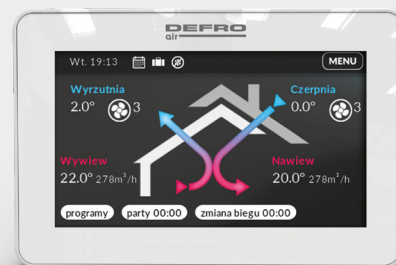 DEFRO
air
Wt. 19:13
MENU
Wyrzutnia
2.0° 3
Czerpnia
0.0° 3
Wywiew
22.0° 278m³/h
Nawiew
20.0° 278m³/h
programy
party 00:00
zmiana biegu 00:00